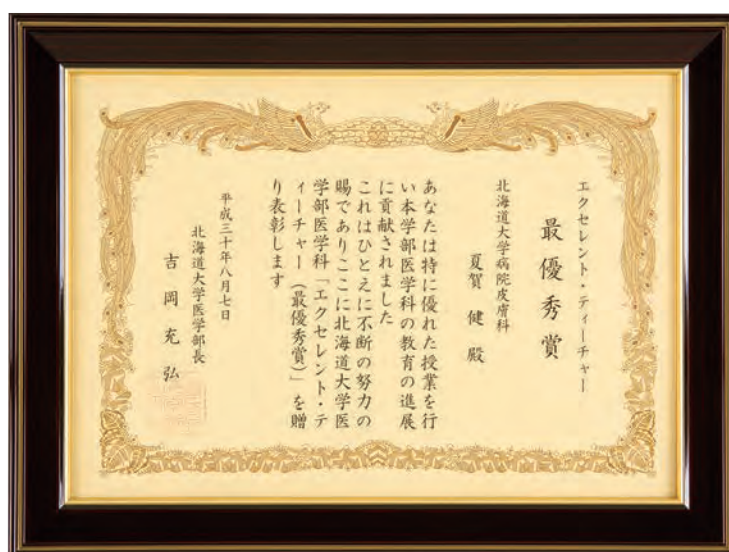 エクセレント・ティーチャー
最優秀賞
北海道大学病院皮膚科
夏賀健殿
あなたは特に優れた授業を行
い本学部医学科の教育の進展
に貢献されました
これはひとえに不断の努力の
賜でありここに北海道大学医
学部医学科「エクセレント・テ
ィーチャー（最優秀賞）」を贈
り表彰します
平成三十年八月七日
北海道大学医学部長
吉岡充弘